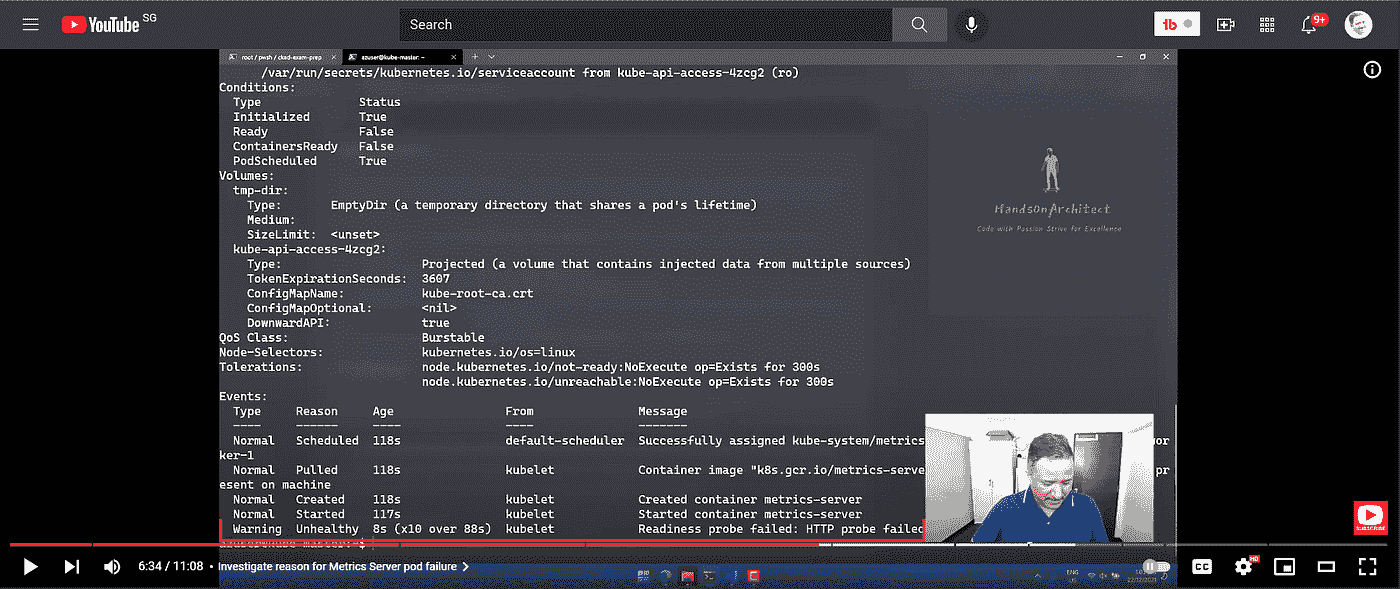 YouTube SG
Search
1b
9+
root / pwsh / ckad-exam-prep
azuser@kube-master: ~
/var/run/secrets/kubernetes.io/serviceaccount from kube-api-access-4zcg2 (ro)
Conditions:
Type Status
Initialized True
Ready False
ContainersReady False
PodScheduled True
Volumes:
tmp-dir:
Type: EmptyDir (a temporary directory that shares a pod's lifetime)
Medium:
SizeLimit: <unset>
kube-api-access-4zcg2:
Type: Projected (a volume that contains injected data from multiple sources)
TokenExpirationSeconds: 3607
ConfigMapName: kube-root-ca.crt
ConfigMapOptional: <nil>
DownwardAPI: true
QoS Class: Burstable
Node-Selectors: kubernetes.io/os=linux
Tolerations: node.kubernetes.io/not-ready:NoExecute op=Exists for 300s
node.kubernetes.io/unreachable:NoExecute op=Exists for 300s
Events:
Type Reason Age From Message
---- ------ ---- ---- -------
Normal Scheduled 118s default-scheduler Successfully assigned kube-system/metrics
ker-1
Normal Pulled 118s kubelet Container image "k8s.gcr.io/metrics-serve pr
esent on machine
Normal Created 118s kubelet Created container metrics-server
Normal Started 117s kubelet Started container metrics-server
Warning Unhealthy 8s (x10 over 88s) kubelet Readiness probe failed: HTTP probe failed
HandsonArchitect
Code with Passion Strive for Excellence
SUBSCRIBE
6:34 / 11:08 • Investigate reason for Metrics Server pod failure
CC
HD
ENG
22/12/2021